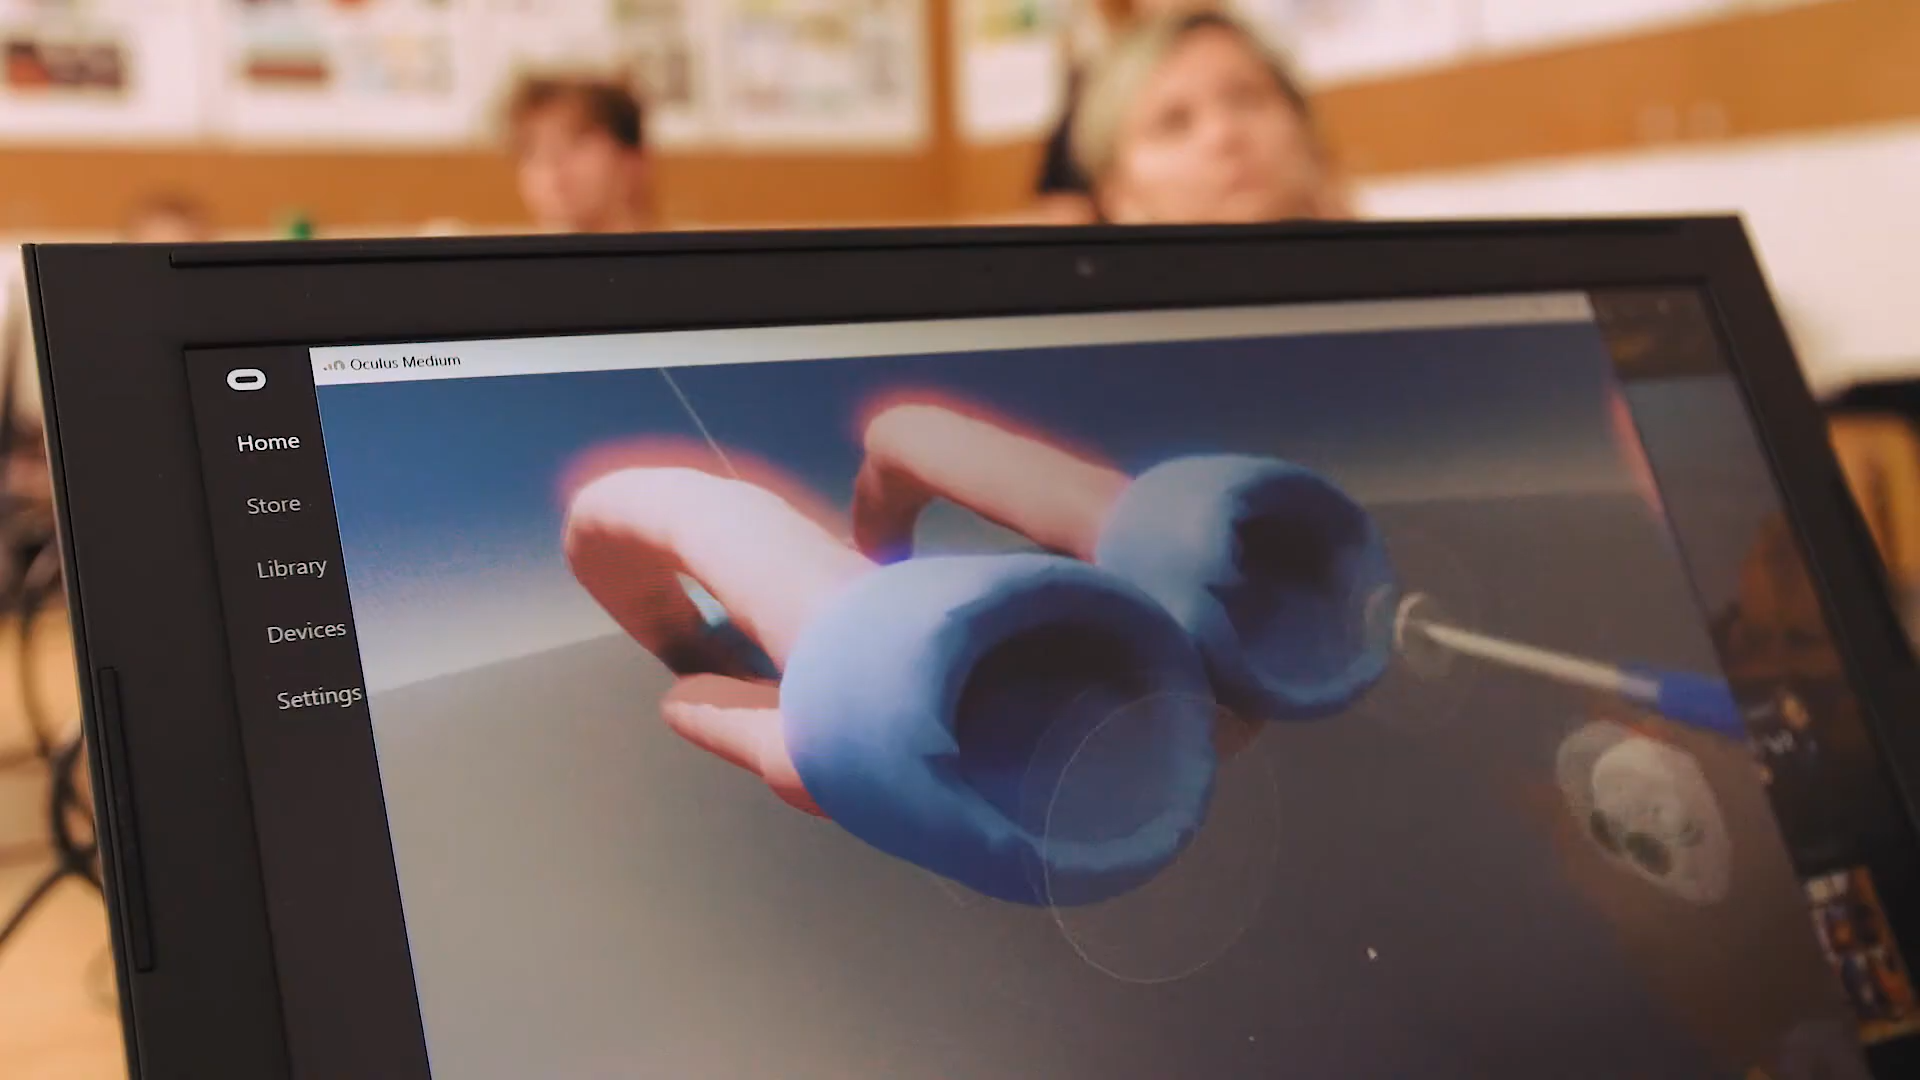 Oculus Medium
Home
Store
Library
Devices
Settings